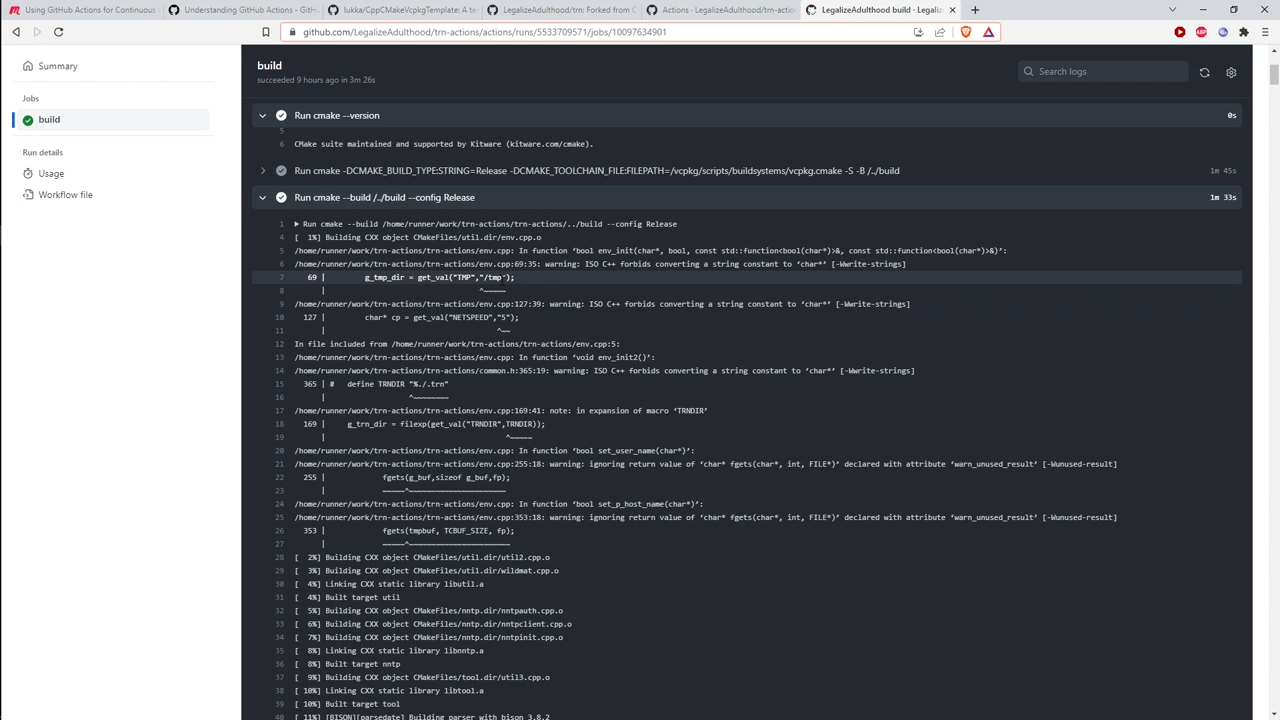 Using GitHub Actions for Continuous
Understanding GitHub Actions - GitH
lukka/CppCMakeVcpkgTemplate: A te
LegalizeAdulthood/trn: Forked from C
Actions · LegalizeAdulthood/trn-action
LegalizeAdulthood build · Legaliz
github.com/LegalizeAdulthood/trn-actions/actions/runs/5533709571/jobs/10097634901
Summary
Jobs
build
Run details
Usage
Workflow file
build
succeeded 9 hours ago in 3m 26s
Search logs
Run cmake --version
0s
5
6 CMake suite maintained and supported by Kitware (kitware.com/cmake).
Run cmake -DCMAKE_BUILD_TYPE:STRING=Release -DCMAKE_TOOLCHAIN_FILE:FILEPATH=/vcpkg/scripts/buildsystems/vcpkg.cmake -S -B /../build
1m 45s
Run cmake --build /../build --config Release
1m 33s
1 Run cmake --build /home/runner/work/trn-actions/trn-actions/../build --config Release
4 [ 1%] Building CXX object CMakeFiles/util.dir/env.cpp.o
5 /home/runner/work/trn-actions/trn-actions/env.cpp: In function ‘bool env_init(char*, bool, const std::function<bool(char*)>&, const std::function<bool(char*)>&)’:
6 /home/runner/work/trn-actions/trn-actions/env.cpp:69:35: warning: ISO C++ forbids converting a string constant to ‘char*’ [-Wwrite-strings]
7 69 | g_tmp_dir = get_val("TMP","/tmp");
8 | ^~~~~~
9 /home/runner/work/trn-actions/trn-actions/env.cpp:127:39: warning: ISO C++ forbids converting a string constant to ‘char*’ [-Wwrite-strings]
10 127 | char* cp = get_val("NETSPEED","5");
11 | ^~~
12 In file included from /home/runner/work/trn-actions/trn-actions/env.cpp:5:
13 /home/runner/work/trn-actions/trn-actions/env.cpp: In function ‘void env_init2()’:
14 /home/runner/work/trn-actions/trn-actions/common.h:365:19: warning: ISO C++ forbids converting a string constant to ‘char*’ [-Wwrite-strings]
15 365 | # define TRNDIR "%./.trn"
16 | ^~~~~~~~~
17 /home/runner/work/trn-actions/trn-actions/env.cpp:169:41: note: in expansion of macro ‘TRNDIR’
18 169 | g_trn_dir = filexp(get_val("TRNDIR",TRNDIR));
19 | ^~~~~~
20 /home/runner/work/trn-actions/trn-actions/env.cpp: In function ‘bool set_user_name(char*)’:
21 /home/runner/work/trn-actions/trn-actions/env.cpp:255:18: warning: ignoring return value of ‘char* fgets(char*, int, FILE*)’ declared with attribute ‘warn_unused_result’ [-Wunused-result]
22 255 | fgets(g_buf,sizeof g_buf,fp);
23 | ~~~~~^~~~~~~~~~~~~~~~~~~~~~~
24 /home/runner/work/trn-actions/trn-actions/env.cpp: In function ‘bool set_p_host_name(char*)’:
25 /home/runner/work/trn-actions/trn-actions/env.cpp:353:18: warning: ignoring return value of ‘char* fgets(char*, int, FILE*)’ declared with attribute ‘warn_unused_result’ [-Wunused-result]
26 353 | fgets(tmpbuf, TCBUF_SIZE, fp);
27 | ~~~~~^~~~~~~~~~~~~~~~~~~~~~~~
28 [ 2%] Building CXX object CMakeFiles/util.dir/util2.cpp.o
29 [ 3%] Building CXX object CMakeFiles/util.dir/wildmat.cpp.o
30 [ 4%] Linking CXX static library libutil.a
31 [ 4%] Built target util
32 [ 5%] Building CXX object CMakeFiles/nntp.dir/nntpauth.cpp.o
33 [ 6%] Building CXX object CMakeFiles/nntp.dir/nntpclient.cpp.o
34 [ 7%] Building CXX object CMakeFiles/nntp.dir/nntpinit.cpp.o
35 [ 8%] Linking CXX static library libnntp.a
36 [ 8%] Built target nntp
37 [ 9%] Building CXX object CMakeFiles/tool.dir/util3.cpp.o
38 [ 10%] Linking CXX static library libtool.a
39 [ 10%] Built target tool
40 [ 11%] [BISON][parsedate] Building parser with bison 3.8.2